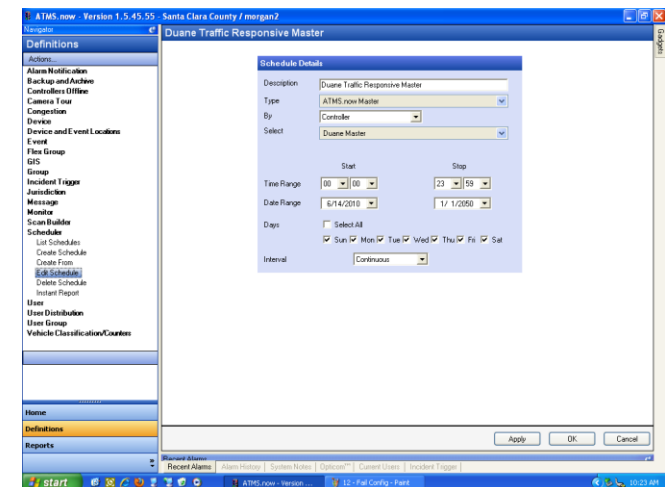 ATMS.now - Version 1.5.45.55 - Santa Clara County / morgan2
Navigator
Duane Traffic Responsive Master
Gadgets
Definitions
Actions...
Alarm Notification
Backup and Archive
Controllers Offline
Camera Tour
Congestion
Device
Device and Event Locations
Event
Flex Group
GIS
Group
Incident Trigger
Jurisdiction
Message
Monitor
Scan Builder
Scheduler
List Schedules
Create Schedule
Create From
Edit Schedule
Delete Schedule
Instant Report
User
User Distribution
User Group
Vehicle Classification/Counters
Home
Definitions
Reports
Schedule Details
Description Duane Traffic Responsive Master
Type ATMS.now Master
By Controller
Select Duane Master
Start Stop
Time Range 00 00 23 59
Date Range 6/14/2010 1/ 1/2050
Days Select All
Sun Mon Tue Wed Thu Fri Sat
Interval Continuous
Apply OK Cancel
Recent Alarms
Recent Alarms Alarm History System Notes Opticom™ Current Users Incident Trigger
start ATMS.now - Version ... 12 - Fail Config - Paint 10:23 AM